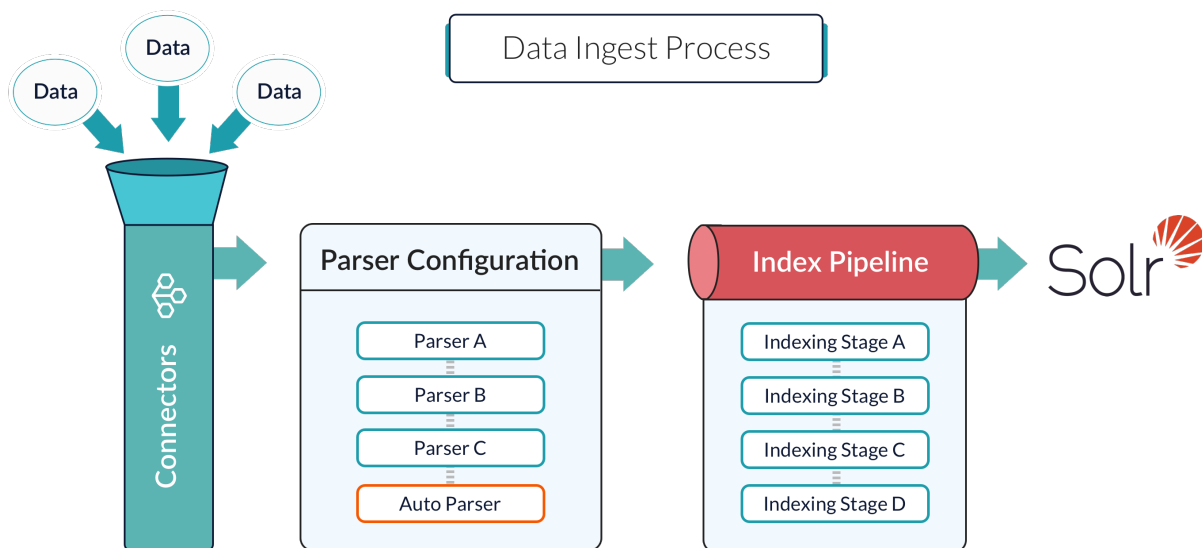 Data Ingest Process
Data
Data
Data
Connectors
Parser Configuration
Parser A
Parser B
Parser C
Auto Parser
Index Pipeline
Indexing Stage A
Indexing Stage B
Indexing Stage C
Indexing Stage D
Solr